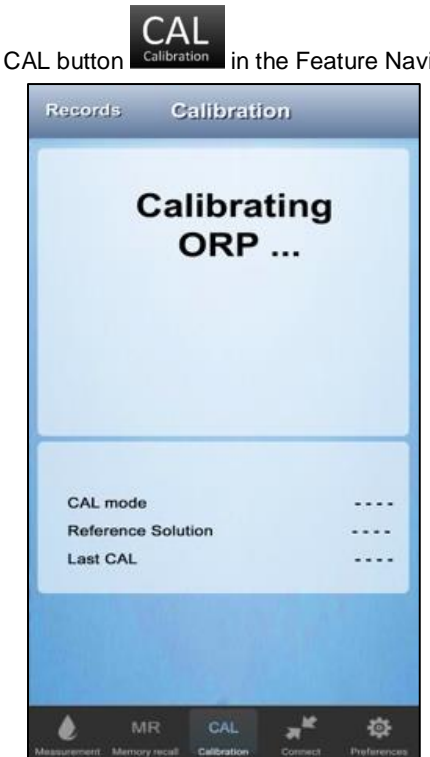 CAL
Calibration
CAL button in the Feature Navi
Records Calibration
Calibrating
ORP ...
CAL mode - - - -
Reference Solution - - - -
Last CAL - - - -
MR CAL
Measurement Memory recall Calibration Connect Preferences